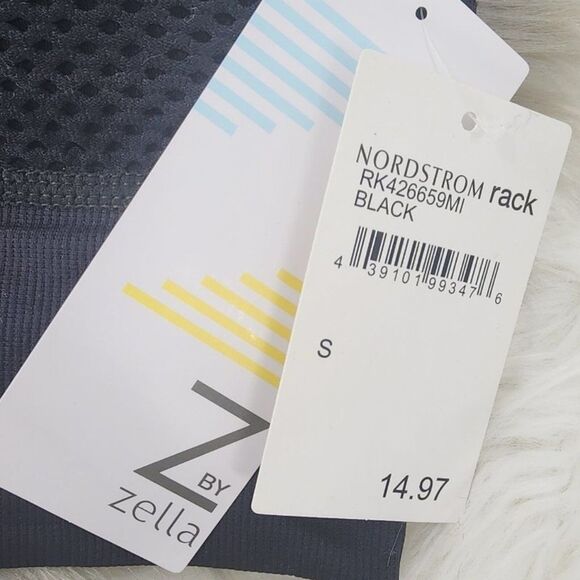 NORDSTROM rack
RK426659MI
BLACK
4 39101 99347 6
S
14.97
Z BY
zella